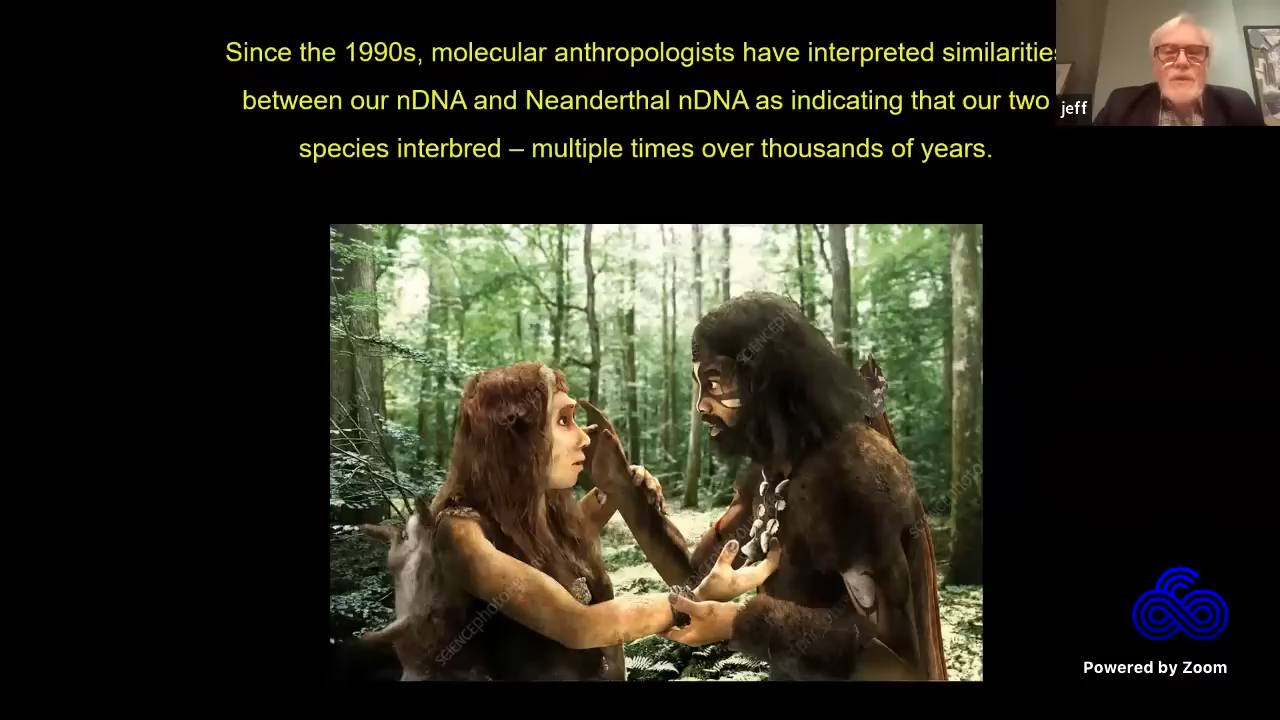 Since the 1990s, molecular anthropologists have interpreted similarities
between our nDNA and Neanderthal nDNA as indicating that our two
species interbred – multiple times over thousands of years.
jeff
Powered by Zoom